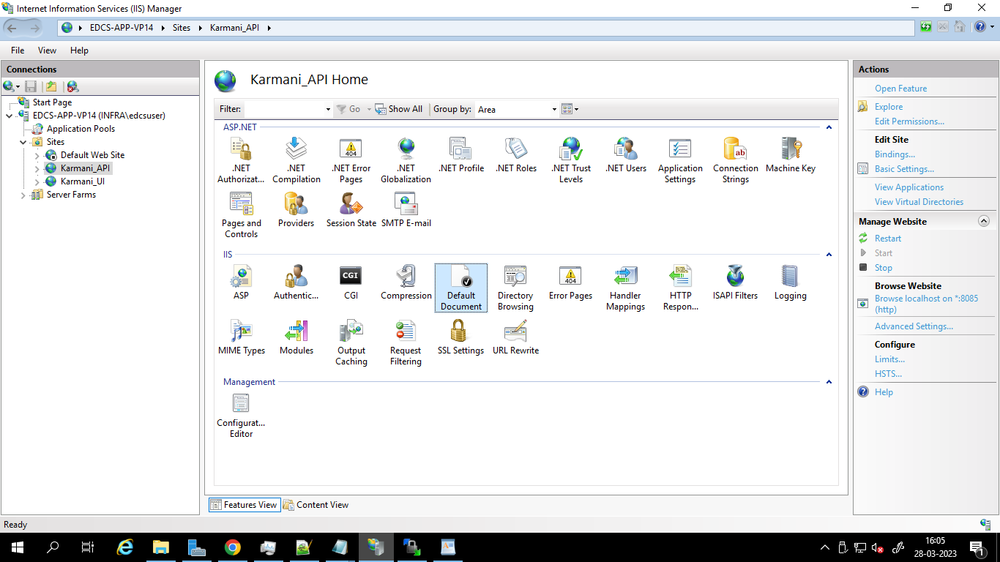 Internet Information Services (IIS) Manager
EDCS-APP-VP14 Sites Karmani_API
File View Help
Connections
Start Page
EDCS-APP-VP14 (INFRA\edcsuser)
Application Pools
Sites
Default Web Site
Karmani_API
Karmani_UI
Server Farms
Karmani_API Home
Filter: Go Show All Group by: Area
ASP.NET
.NET Authorizat...
.NET Compilation
.NET Error Pages
.NET Globalization
.NET Profile
.NET Roles
.NET Trust Levels
.NET Users
Application Settings
Connection Strings
Machine Key
Pages and Controls
Providers
Session State
SMTP E-mail
IIS
ASP
Authentic...
CGI
CGI
Compression
Default Document
Directory Browsing
404
Error Pages
Handler Mappings
HTTP Respon...
ISAPI Filters
Logging
MIME Types
Modules
Output Caching
Request Filtering
SSL Settings
URL Rewrite
Management
Configurat... Editor
Features View Content View
Actions
Open Feature
Explore
Edit Permissions...
Edit Site
Bindings...
Basic Settings...
View Applications
View Virtual Directories
Manage Website
Restart
Start
Stop
Browse Website
Browse localhost on *:8085
(http)
Advanced Settings...
Configure
Limits...
HSTS...
Help
Ready
16:05
28-03-2023
1